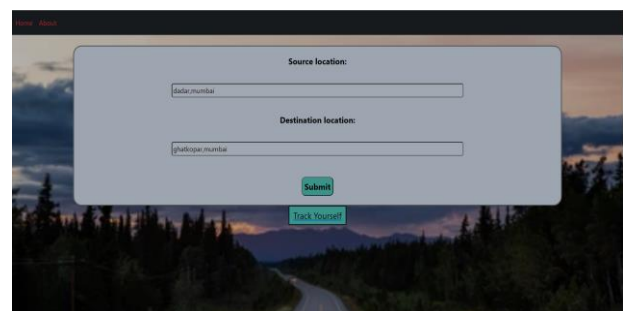 Home About
Source location:
dadar,mumbai
Destination location:
ghatkopar,mumbai
Submit
Track Yourself